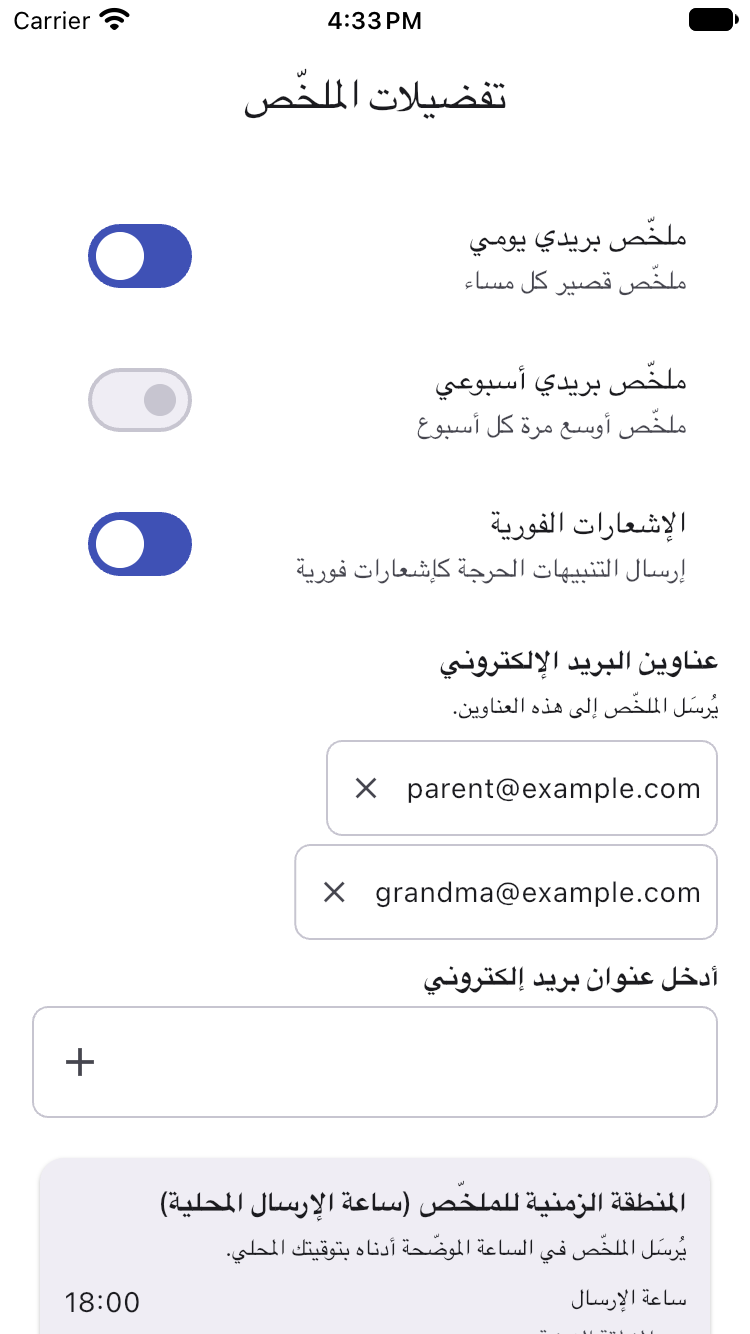 Carrier 4:33 PM
تفضيلات الملخّص
ملخّص بريدي يومي
ملخّص قصير كل مساء
ملخّص بريدي أسبوعي
ملخّص أوسع مرة كل أسبوع
الإشعارات الفورية
إرسال التنبيهات الحرجة كإشعارات فورية
عناوين البريد الإلكتروني
يُرسَل الملخّص إلى هذه العناوين.
parent@example.com
grandma@example.com
أدخل عنوان بريد إلكتروني
المنطقة الزمنية للملخّص (ساعة الإرسال المحلية)
يُرسَل الملخّص في الساعة الموضّحة أدناه بتوقيتك المحلي.
ساعة الإرسال 18:00